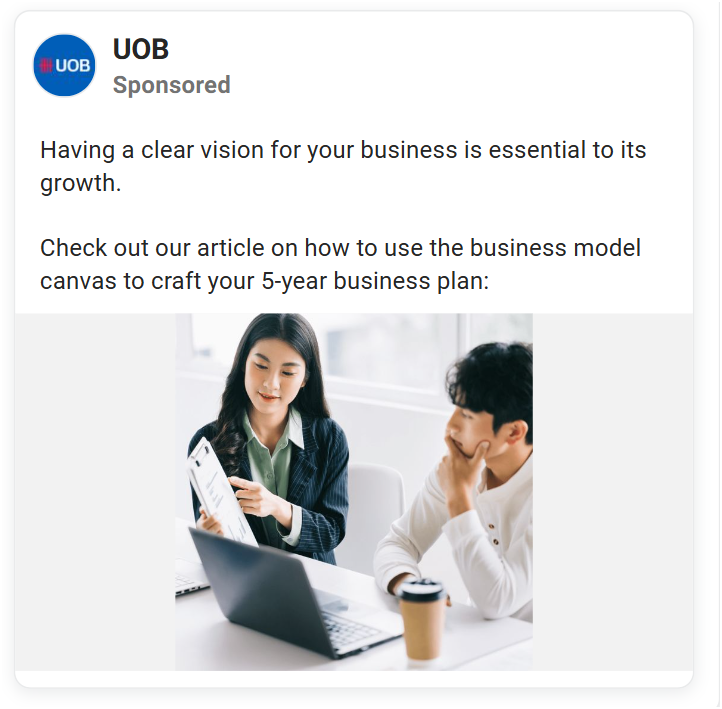 UOB
UOB
Sponsored
Having a clear vision for your business is essential to its
growth.
Check out our article on how to use the business model
canvas to craft your 5-year business plan: